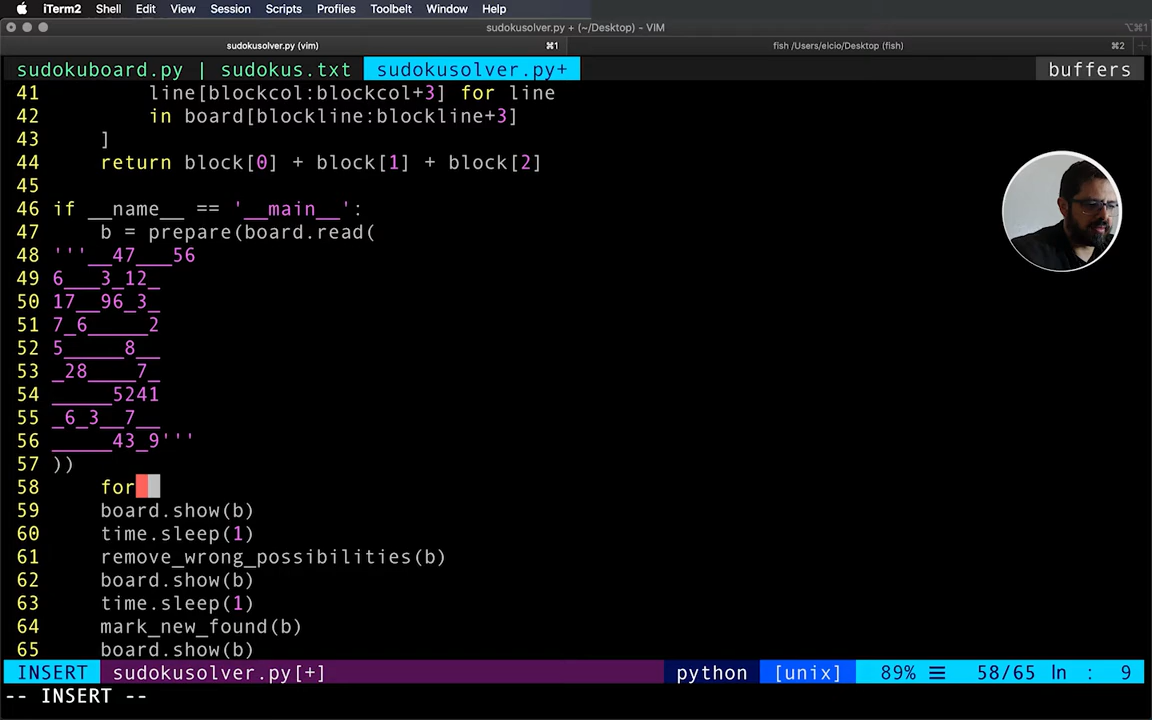 iTerm2 Shell Edit View Session Scripts Profiles Toolbelt Window Help
sudokusolver.py + (~/Desktop) - VIM ⌥⌘1
sudokusolver.py (vim) ⌘1 fish /Users/elcio/Desktop (fish) ⌘2
sudokuboard.py | sudokus.txt sudokusolver.py+ buffers
41 line[blockcol:blockcol+3] for line
42 in board[blockline:blockline+3]
43 ]
44 return block[0] + block[1] + block[2]
45
46 if __name__ == '__main__':
47 b = prepare(board.read(
48 '''__47___56
49 6___3_12_
50 17__96_3_
51 7_6_____2
52 5_____8__
53 _28____7_
54 _____5241
55 _6_3__7__
56 _____43_9'''
57 ))
58 for
59 board.show(b)
60 time.sleep(1)
61 remove_wrong_possibilities(b)
62 board.show(b)
63 time.sleep(1)
64 mark_new_found(b)
65 board.show(b)
INSERT sudokusolver.py[+] python [unix] 89% ☰ 58/65 ln : 9
-- INSERT --